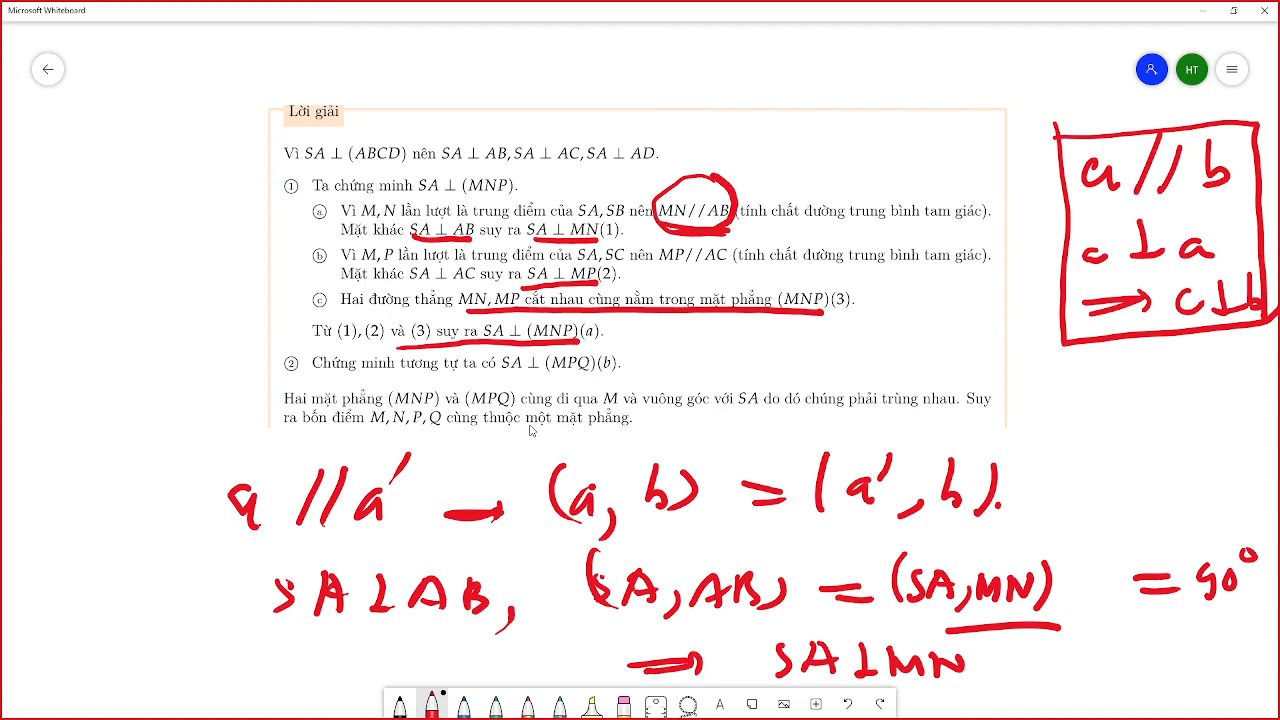 Microsoft Whiteboard
HT
Lời giải
Vì SA ⊥ (ABCD) nên SA ⊥ AB, SA ⊥ AC, SA ⊥ AD.
① Ta chứng minh SA ⊥ (MNP).
ⓐ Vì M, N lần lượt là trung điểm của SA, SB nên MN//AB (tính chất đường trung bình tam giác).
Mặt khác SA ⊥ AB suy ra SA ⊥ MN(1).
ⓑ Vì M, P lần lượt là trung điểm của SA, SC nên MP//AC (tính chất đường trung bình tam giác).
Mặt khác SA ⊥ AC suy ra SA ⊥ MP(2).
ⓒ Hai đường thẳng MN, MP cắt nhau cùng nằm trong mặt phẳng (MNP)(3).
Từ (1), (2) và (3) suy ra SA ⊥ (MNP)(a).
② Chứng minh tương tự ta có SA ⊥ (MPQ)(b).
Hai mặt phẳng (MNP) và (MPQ) cùng đi qua M và vuông góc với SA do đó chúng phải trùng nhau. Suy
ra bốn điểm M, N, P, Q cùng thuộc một mặt phẳng.
a // b
c ⊥ a
⇒ c ⊥ b
a // a' → (a, b) = (a', b).
SA ⊥ AB, (SA, AB) = (SA, MN) = 90°
⇒ SA ⊥ MN
A